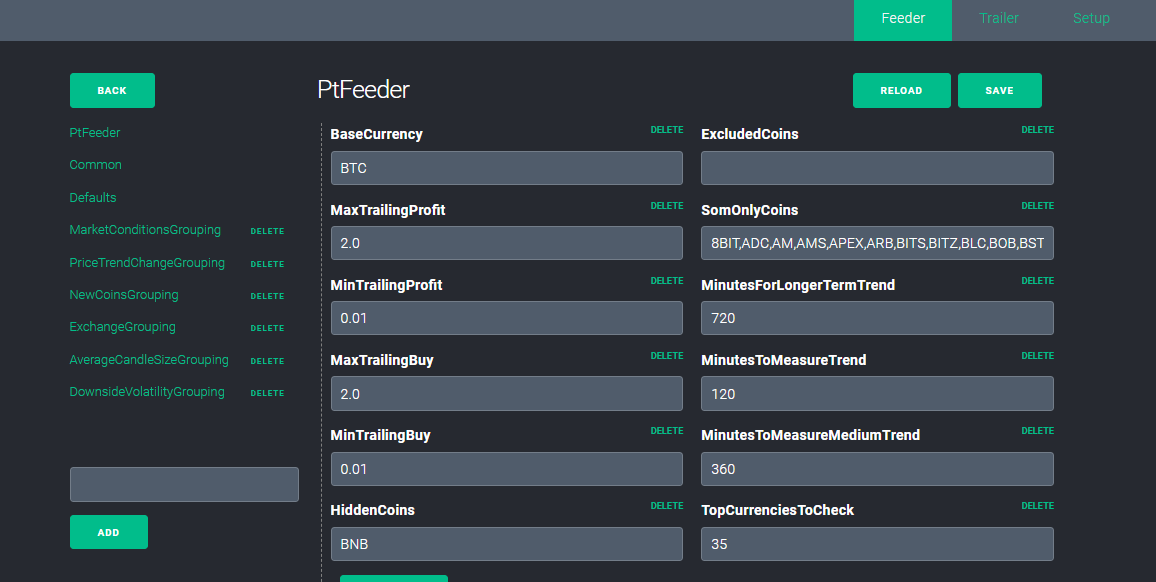 Feeder
Trailer
Setup
BACK
PtFeeder
RELOAD
SAVE
PtFeeder
Common
Defaults
MarketConditionsGrouping DELETE
PriceTrendChangeGrouping DELETE
NewCoinsGrouping DELETE
ExchangeGrouping DELETE
AverageCandleSizeGrouping DELETE
DownsideVolatilityGrouping DELETE
ADD
BaseCurrency DELETE
BTC
MaxTrailingProfit DELETE
2.0
MinTrailingProfit DELETE
0.01
MaxTrailingBuy DELETE
2.0
MinTrailingBuy DELETE
0.01
HiddenCoins DELETE
BNB
ExcludedCoins DELETE
SomOnlyCoins DELETE
8BIT,ADC,AM,AMS,APEX,ARB,BITS,BITZ,BLC,BOB,BST
MinutesForLongerTermTrend DELETE
720
MinutesToMeasureTrend DELETE
120
MinutesToMeasureMediumTrend DELETE
360
TopCurrenciesToCheck DELETE
35